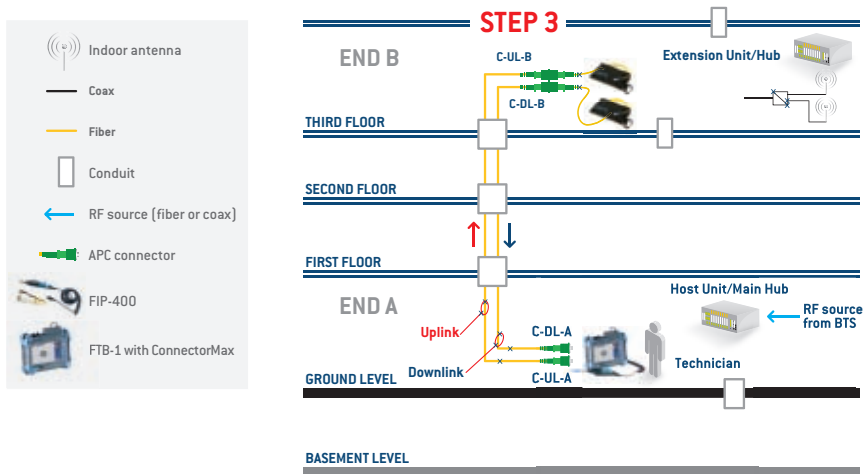 STEP 3
Indoor antenna
Coax
Fiber
Conduit
RF source (fiber or coax)
APC connector
FIP-400
FTB-1 with ConnectorMax
END B
C-UL-B
C-DL-B
Extension Unit/Hub
THIRD FLOOR
SECOND FLOOR
FIRST FLOOR
END A
Host Unit/Main Hub
RF source
from BTS
Uplink
C-DL-A
Downlink
C-UL-A
Technician
GROUND LEVEL
BASEMENT LEVEL